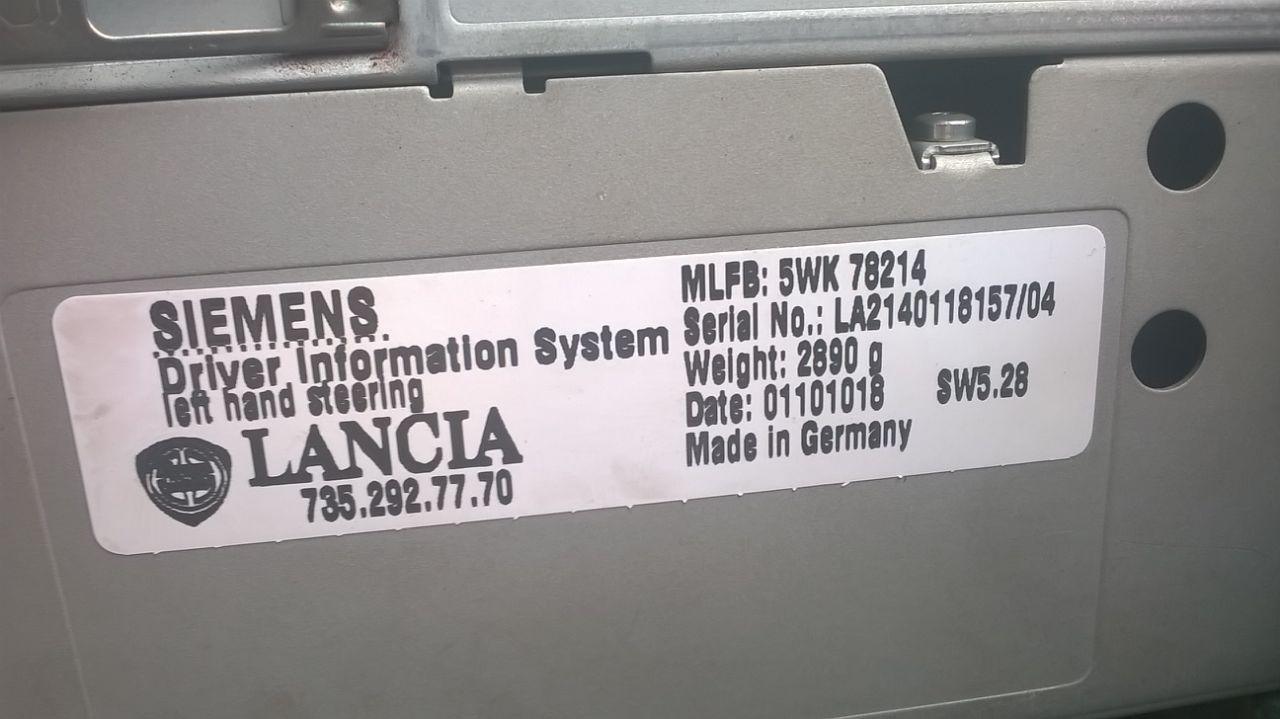 SIEMENS
Driver Information System
left hand steering
LANCIA
735.292.77.70
MLFB: 5WK 78214
Serial No.: LA2140118157/04
Weight: 2890 g
Date: 01101018
SW5.28
Made in Germany